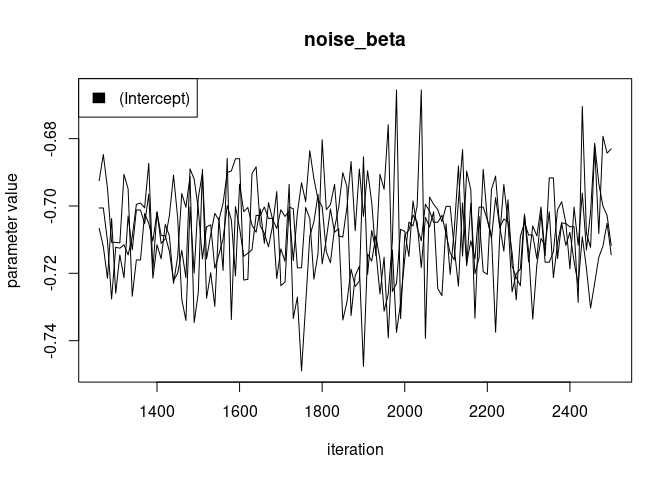 noise_beta
(Intercept)
parameter value
-0.68
-0.70
-0.72
-0.74
1400 1600 1800 2000 2200 2400
iteration